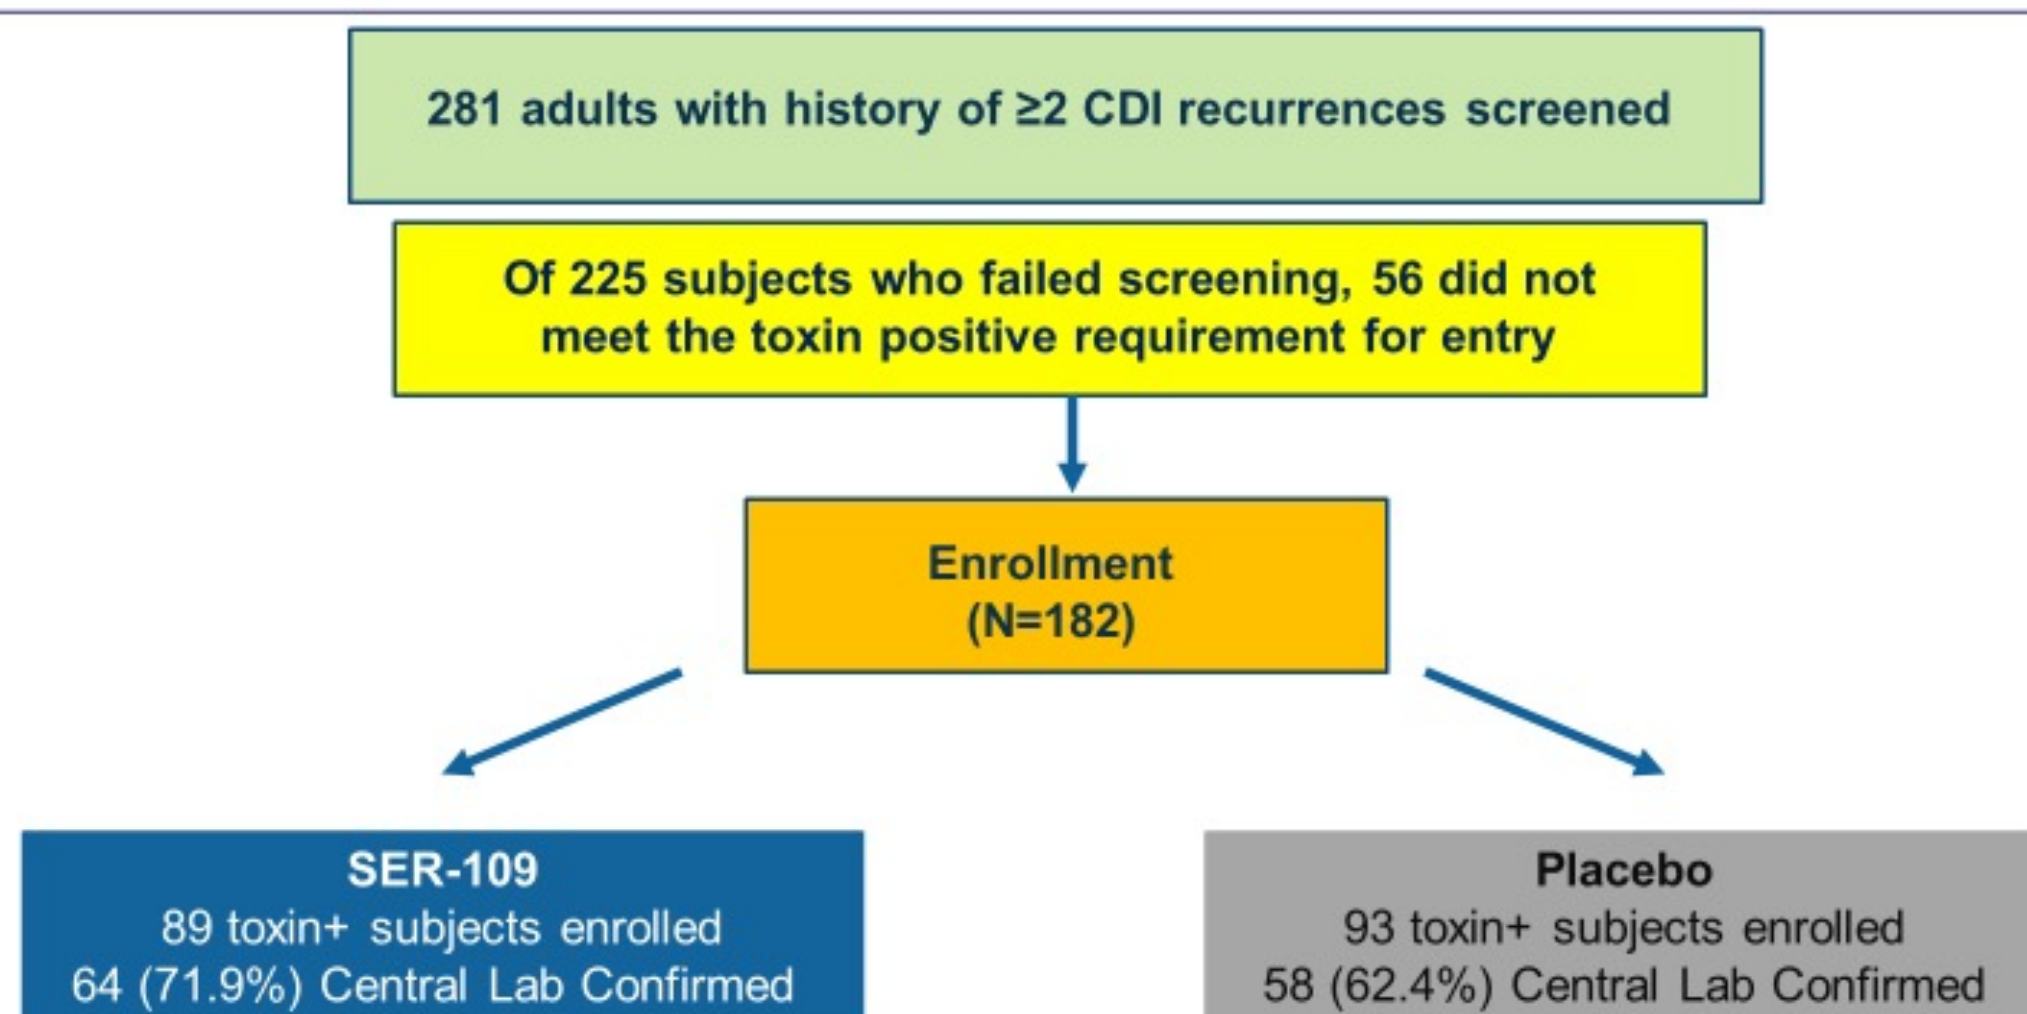 281 adults with history of ≥2 CDI recurrences screened
Of 225 subjects who failed screening, 56 did not
meet the toxin positive requirement for entry
Enrollment
(N=182)
SER-109
89 toxin+ subjects enrolled
64 (71.9%) Central Lab Confirmed
Placebo
93 toxin+ subjects enrolled
58 (62.4%) Central Lab Confirmed